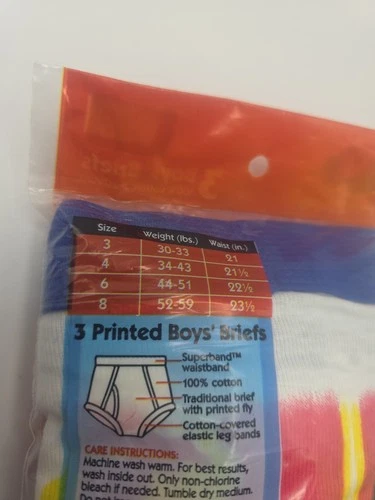 Size Weight (lbs.) Waist (in.)
3 30-33 21
4 34-43 21½
6 44-51 22½
8 52-59 23½
3 Printed Boys' Briefs
Superband™
waistband
100% cotton
Traditional brief
with printed fly
Cotton-covered
elastic leg bands
CARE INSTRUCTIONS:
Machine wash warm. For best results,
wash inside out. Only non-chlorine
bleach if needed. Tumble dry medium.
Do not